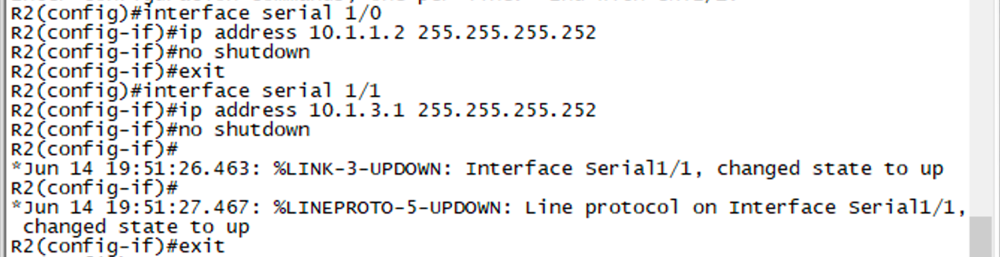 R2(config)#interface serial 1/0
R2(config-if)#ip address 10.1.1.2 255.255.255.252
R2(config-if)#no shutdown
R2(config-if)#exit
R2(config)#interface serial 1/1
R2(config-if)#ip address 10.1.3.1 255.255.255.252
R2(config-if)#no shutdown
R2(config-if)#
*Jun 14 19:51:26.463: %LINK-3-UPDOWN: Interface Serial1/1, changed state to up
R2(config-if)#
*Jun 14 19:51:27.467: %LINEPROTO-5-UPDOWN: Line protocol on Interface Serial1/1,
 changed state to up
R2(config-if)#exit